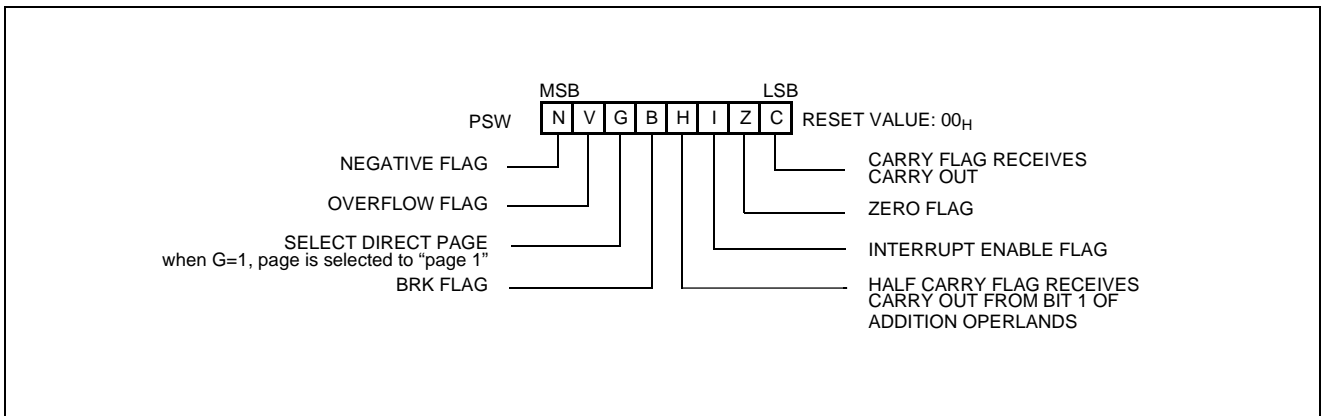 MSB LSB
PSW N V G B H I Z C RESET VALUE: 00H
NEGATIVE FLAG
OVERFLOW FLAG
SELECT DIRECT PAGE
when G=1, page is selected to “page 1”
BRK FLAG
CARRY FLAG RECEIVES
CARRY OUT
ZERO FLAG
INTERRUPT ENABLE FLAG
HALF CARRY FLAG RECEIVES
CARRY OUT FROM BIT 1 OF
ADDITION OPERLANDS